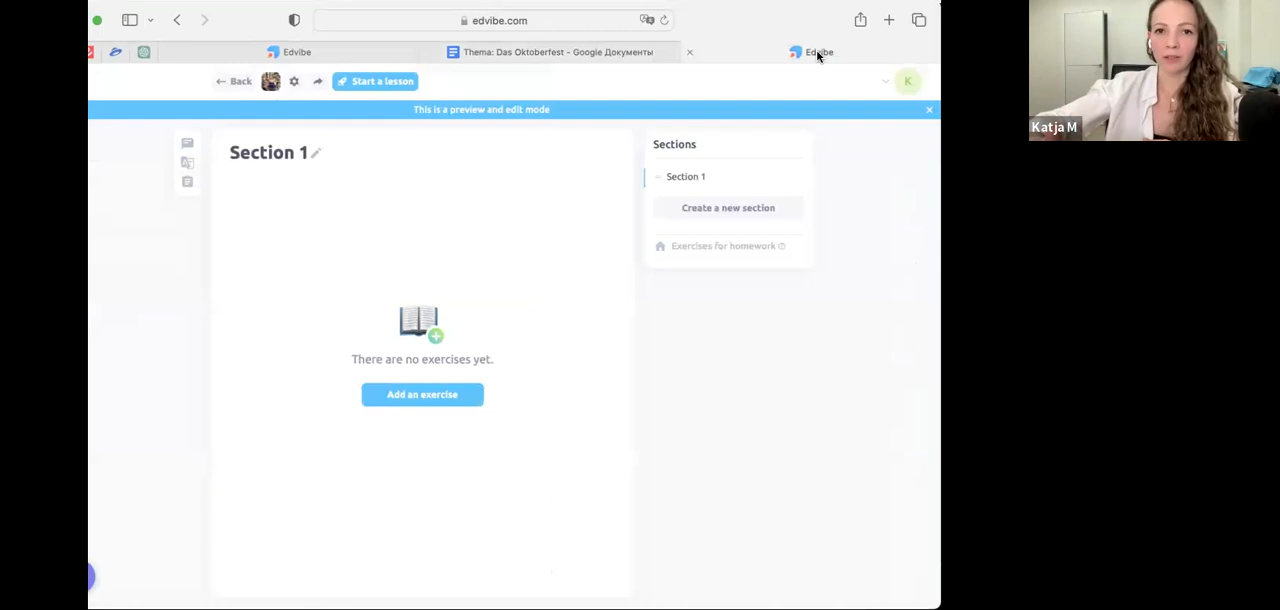 edvibe.com
Edvibe
Thema: Das Oktoberfest - Google Документы
Edvibe
Back
Start a lesson
K
This is a preview and edit mode
Section 1
Sections
Section 1
Create a new section
Exercises for homework
There are no exercises yet.
Add an exercise
Katja M